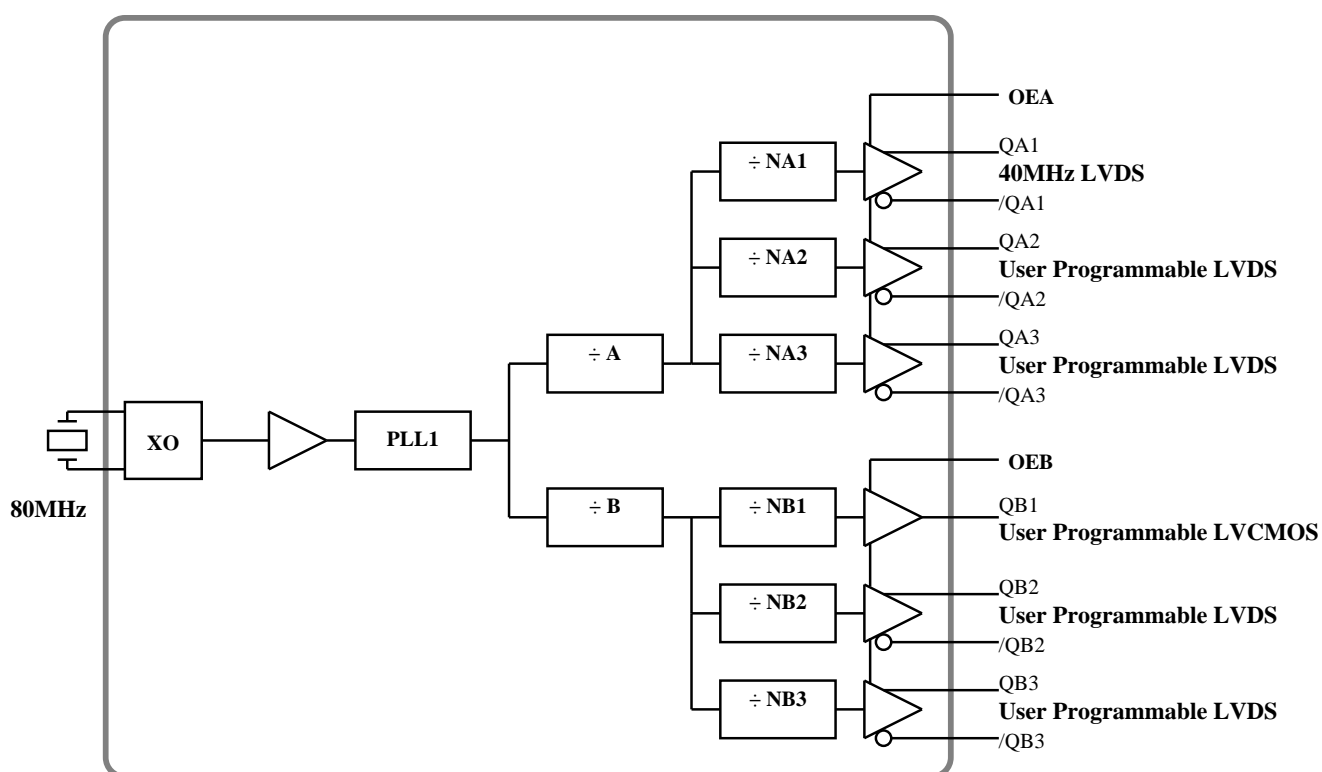 OEA
÷ NA1
QA1
40MHz LVDS
/QA1
÷ NA2
QA2
User Programmable LVDS
/QA2
÷ A
÷ NA3
QA3
User Programmable LVDS
/QA3
XO
PLL1
80MHz
OEB
÷ B
÷ NB1
QB1
User Programmable LVCMOS
÷ NB2
QB2
User Programmable LVDS
/QB2
÷ NB3
QB3
User Programmable LVDS
/QB3